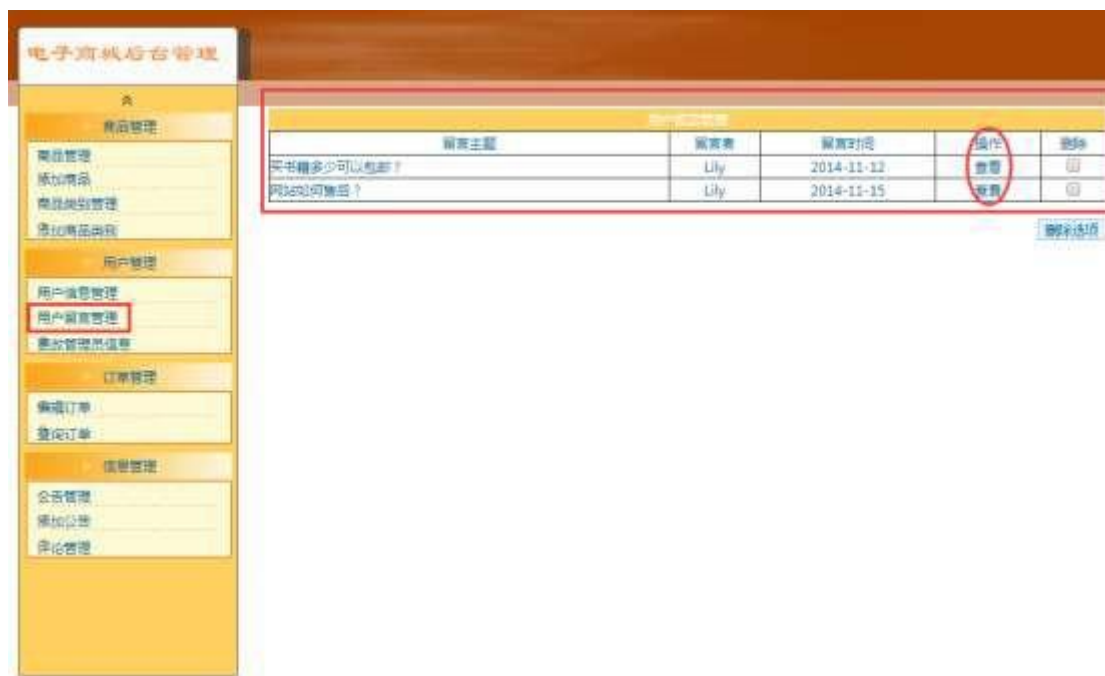 电子商城后台管理
商品管理
商品管理
添加商品
商品类别管理
添加商品类别
用户管理
用户信息管理
用户留言管理
更改管理员信息
订单管理
编辑订单
查询订单
信息管理
公告管理
添加公告
评论管理
留言主题 留言者 留言时间 操作 删除
买书籍多少可以包邮? Lily 2014-11-12 查看
网站如何售后? Lily 2014-11-15 查看
删除选项